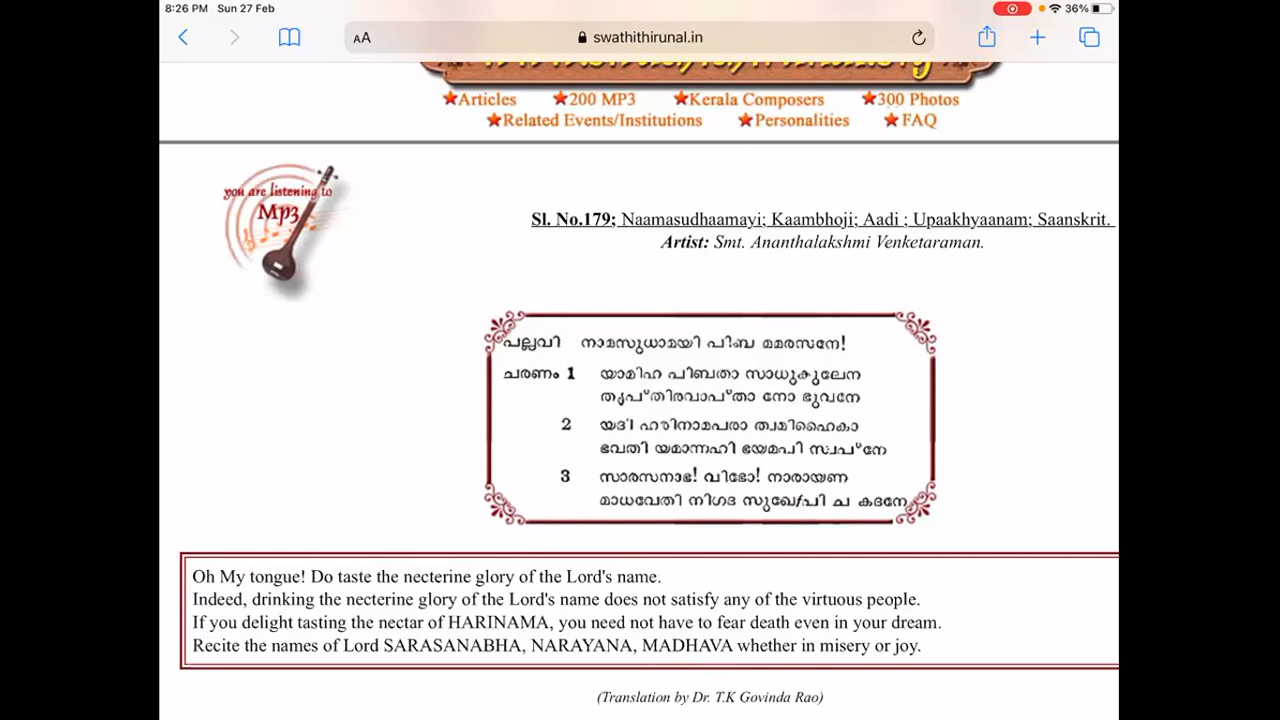 8:26 PM Sun 27 Feb 36%
AA swathithirunal.in
Articles 200 MP3 Kerala Composers 300 Photos
Related Events/Institutions Personalities FAQ
you are listening to
Mp3
Sl. No.179; Naamasudhaamayi; Kaambhoji; Aadi ; Upaakhyaanam; Saanskrit.
Artist: Smt. Ananthalakshmi Venketaraman.
പല്ലവി നാമസുധാമയി പിബ മമരസനേ!
ചരണം 1 യാമിഹ പിബതാ സാധുകുലേന
തൃപ്തിരവാപ്താ നോ ഭുവനേ
2 യദി ഹരിനാമപരാ ത്വമിഹൈകാ
ഭവതി യമാന്നഹി ഭയമപി സ്വപ്നേ
3 സാരസനാഭ! വിഭോ! നാരായണ
മാധവേതി നിഗദ സുഖേ/പി ച കദനേ
Oh My tongue! Do taste the necterine glory of the Lord's name.
Indeed, drinking the necterine glory of the Lord's name does not satisfy any of the virtuous people.
If you delight tasting the nectar of HARINAMA, you need not have to fear death even in your dream.
Recite the names of Lord SARASANABHA, NARAYANA, MADHAVA whether in misery or joy.
(Translation by Dr. T.K Govinda Rao)